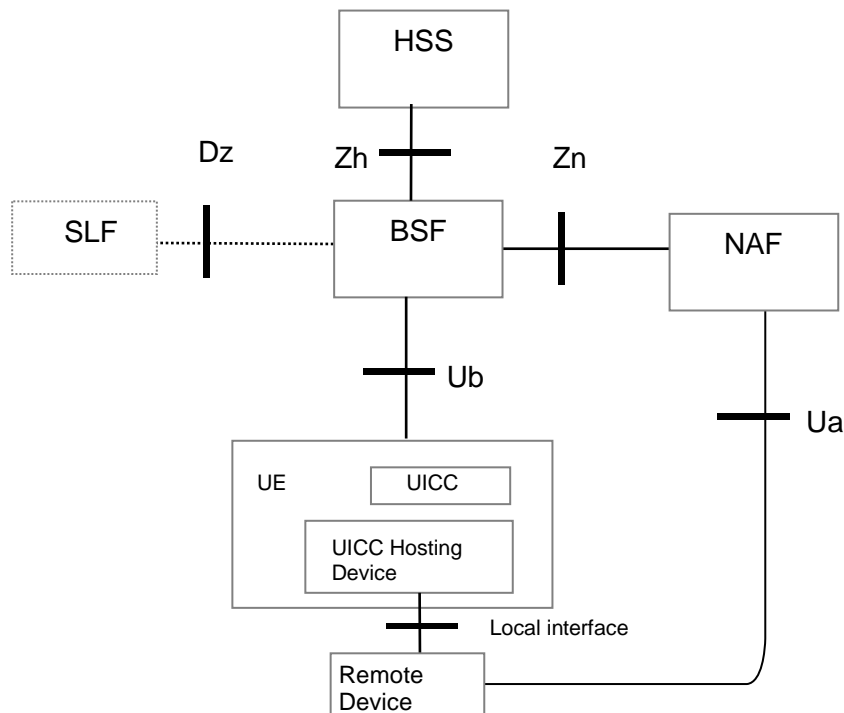 HSS
Dz
Zh
Zn
SLF
BSF
NAF
Ub
Ua
UE
UICC
UICC Hosting
Device
Local interface
Remote
Device